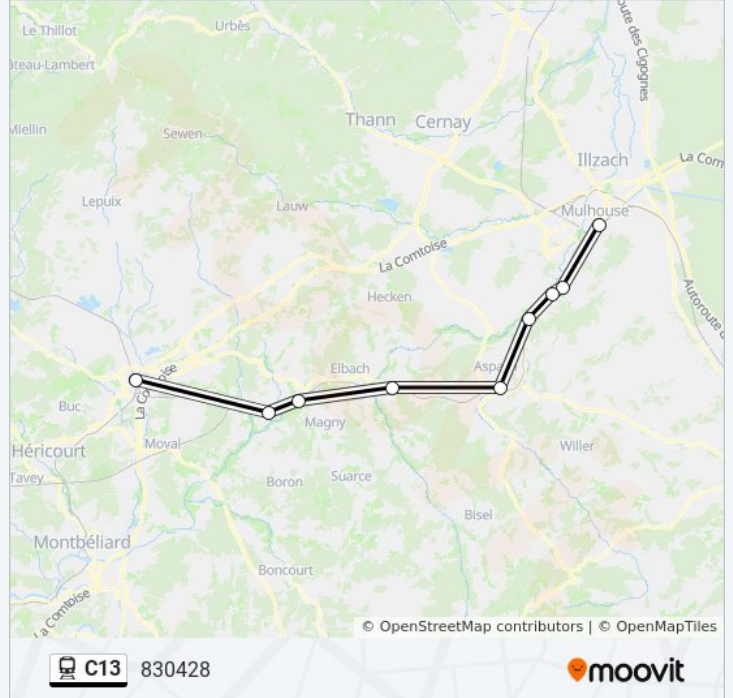 Le Thillot
Urbès
oute des Cigognes
âteau-Lambert
Miellin
Thann
Cernay
Sewen
Illzach
La Com
Lepuix
Lauw
Mulhouse
La Comtoise
Hecken
Autoroute d
Elbach
Aspa
La Comtoise
Buc
Magny
Héricourt
Moval
Willer
Tavey
Boron
Suarce
Bisel
Montbéliard
Boncourt
La Comtoise
© OpenStreetMap contributors | © OpenMapTiles
C13 830428
moovit